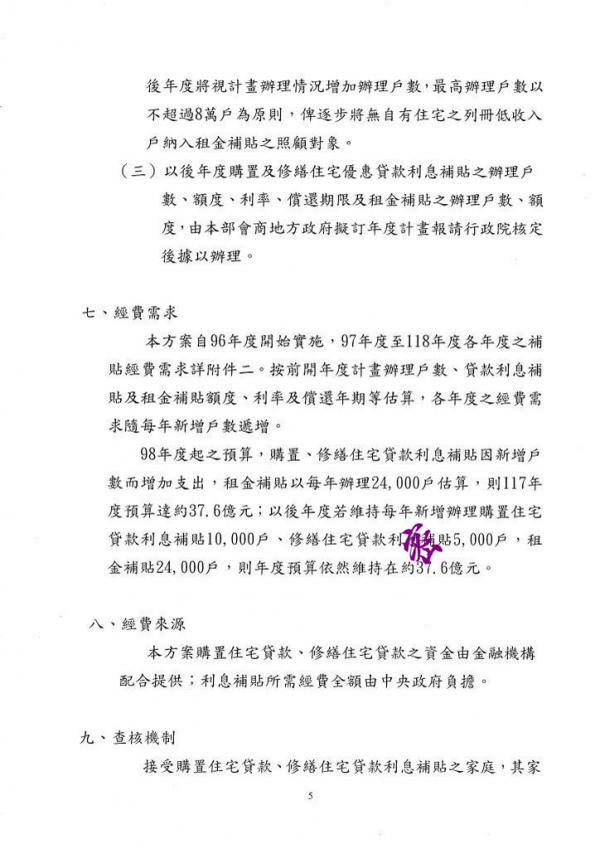 後年度將視計畫辦理情況增加辦理戶數，最高辦理戶數以
不超過8萬戶為原則，俾逐步將無自有住宅之列冊低收入
戶納入租金補貼之照顧對象。
（三）以後年度購置及修繕住宅優惠貸款利息補貼之辦理戶
數、額度、利率、償還期限及租金補貼之辦理戶數、額
度，由本部會商地方政府擬訂年度計畫報請行政院核定
後據以辦理。
七、經費需求
本方案自96年度開始實施，97年度至118年度各年度之補
貼經費需求詳附件二。按前開年度計畫辦理戶數、貸款利息補
貼及租金補貼額度、利率及償還年期等估算，各年度之經費需
求隨每年新增戶數遞增。
98年度起之預算，購置、修繕住宅貸款利息補貼因新增戶
數而增加支出，租金補貼以每年辦理24,000戶估算，則117年
度預算達約37.6億元；以後年度若維持每年新增辦理購置住宅
貸款利息補貼10,000戶、修繕住宅貸款利補貼5,000戶，租
金補貼24,000戶，則年度預算依然維持在約37.6億元。
八、經費來源
本方案購置住宅貸款、修繕住宅貸款之資金由金融機構
配合提供；利息補貼所需經費全額由中央政府負擔。
九、查核機制
接受購置住宅貸款、修繕住宅貸款利息補貼之家庭，其家
5